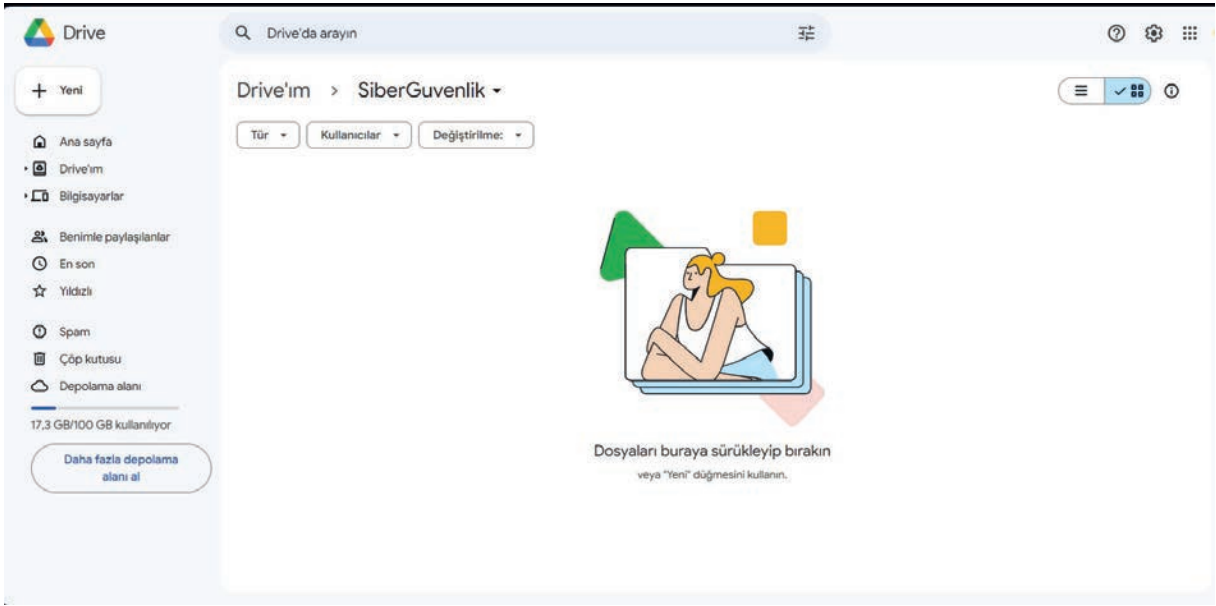 Drive
Drive'da arayın
Yeni
Drive'ım > SiberGuvenlik
Tür
Kullanıcılar
Değiştirilme:
Ana sayfa
Drive'ım
Bilgisayarlar
Benimle paylaşılanlar
En son
Yıldızlı
Spam
Çöp kutusu
Depolama alanı
17,3 GB/100 GB kullanılıyor
Daha fazla depolama
alanı al
Dosyaları buraya sürükleyip bırakın
veya "Yeni" düğmesini kullanın.